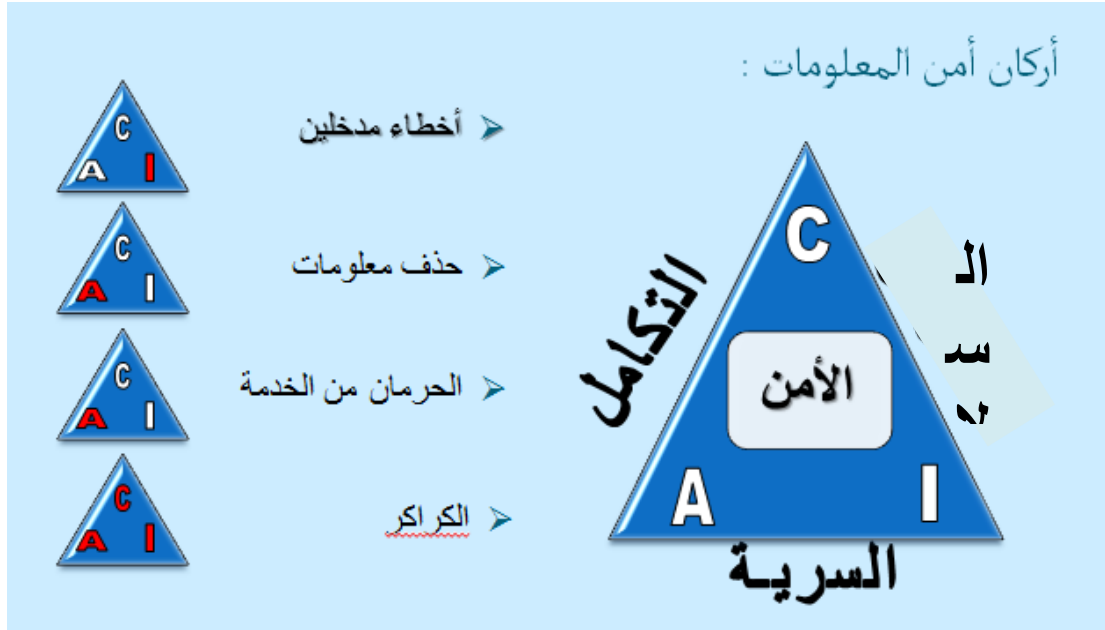 أركان أمن المعلومات :
أخطاء مدخلين
C
A I
حذف معلومات
C
A I
الحرمان من الخدمة
C
A I
الكراكر
C
A I
C
التكامل
الأمن
A I
السريـة